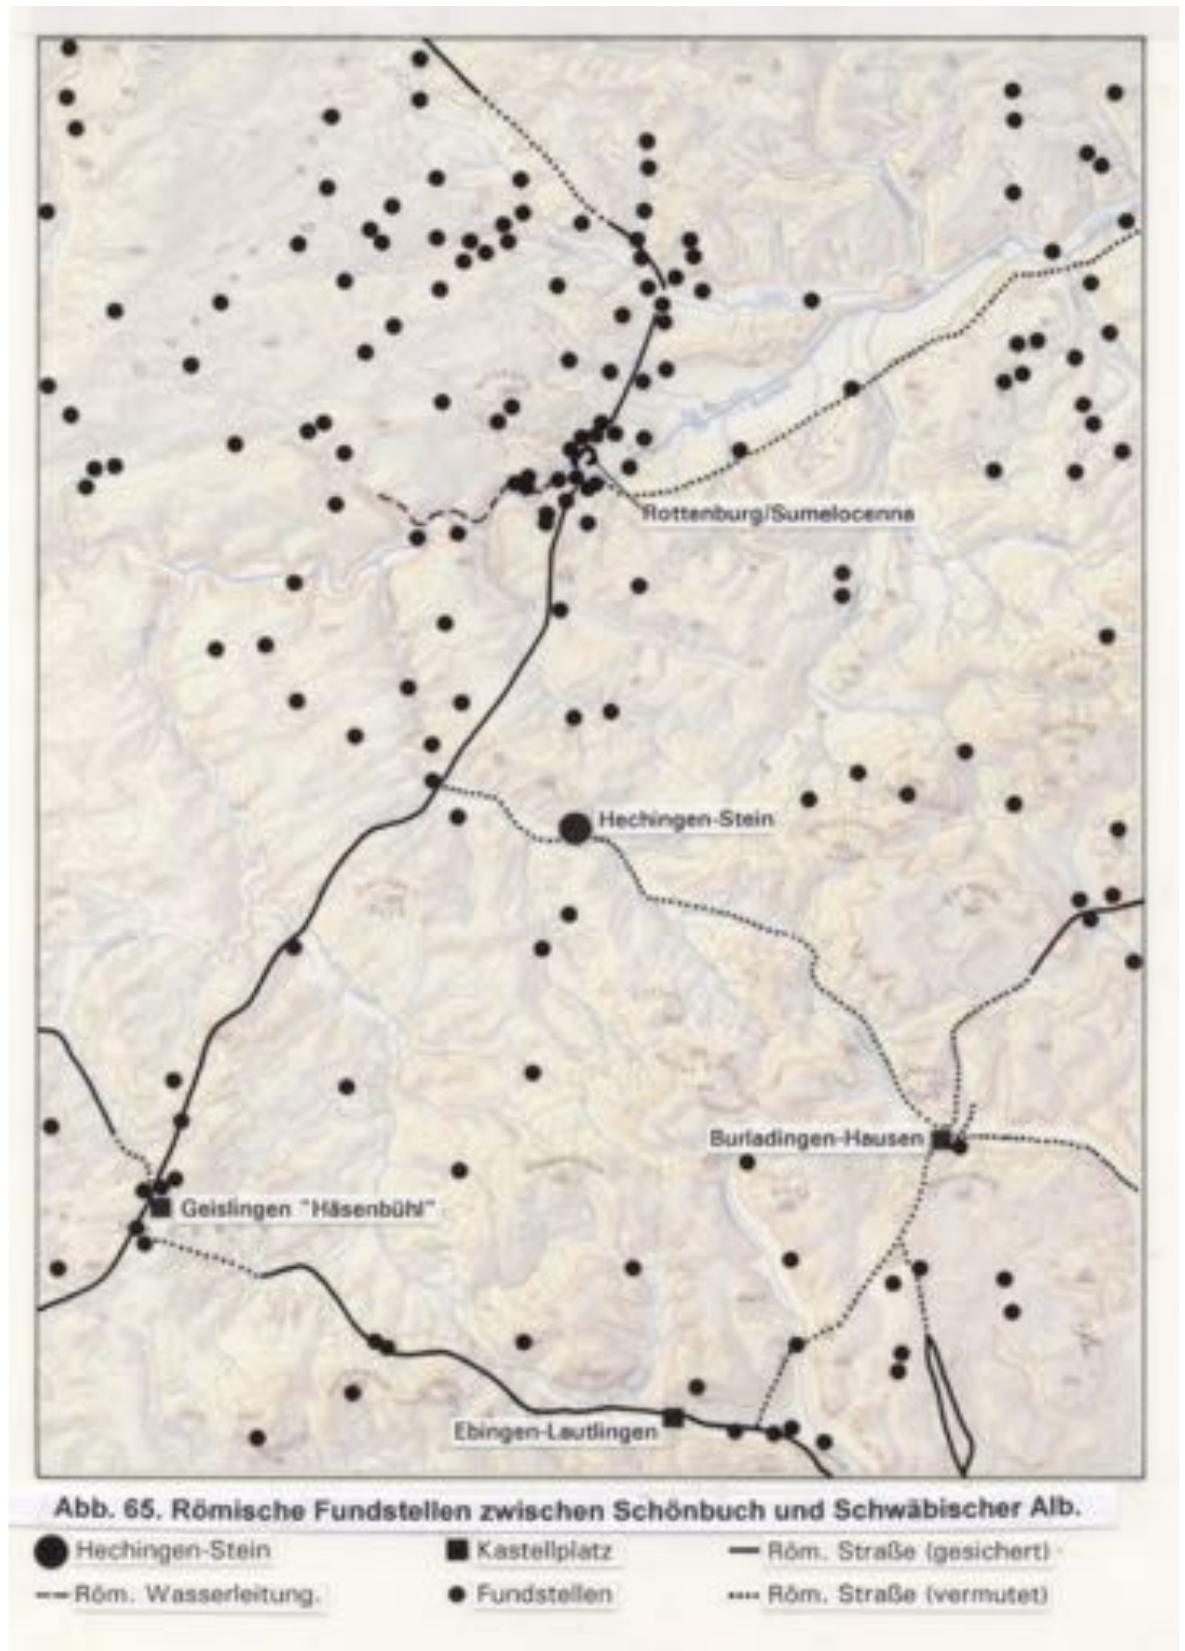 Rottenburg/Sumelocenna
Hechingen-Stein
Burladingen-Hausen
Geislingen "Häsenbühl"
Ebingen-Lautlingen
Abb. 65. Römische Fundstellen zwischen Schönbuch und Schwäbischer Alb.
Hechingen-Stein
Kastellplatz
Röm. Straße (gesichert)
Röm. Wasserleitung.
Fundstellen
Röm. Straße (vermutet)